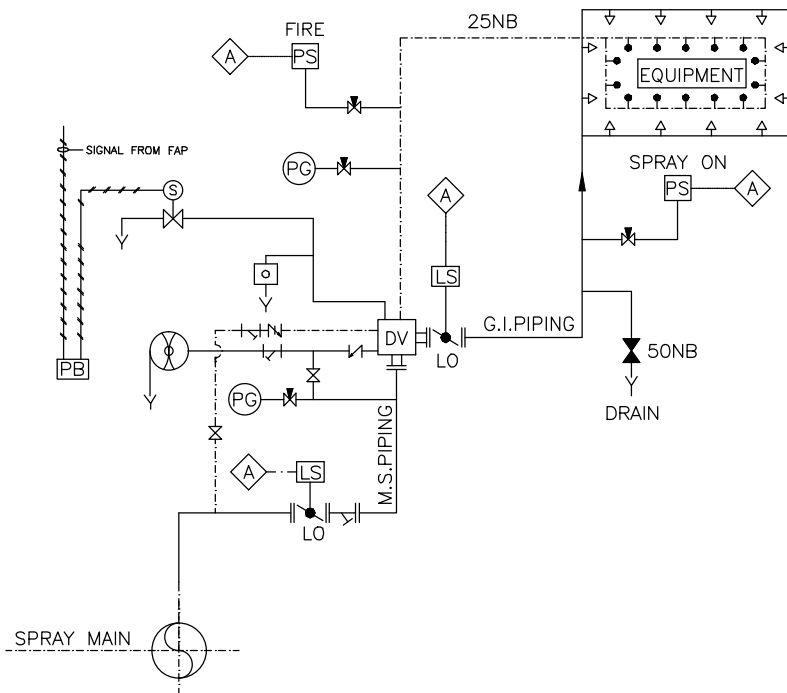 25NB
FIRE
A
PS
EQUIPMENT
SIGNAL FROM FAP
PG
SPRAY ON
S
A
PS
A
LS
DV
G.I.PIPING
LO
50NB
PB
PG
DRAIN
M.S.PIPING
A
LS
LO
SPRAY MAIN